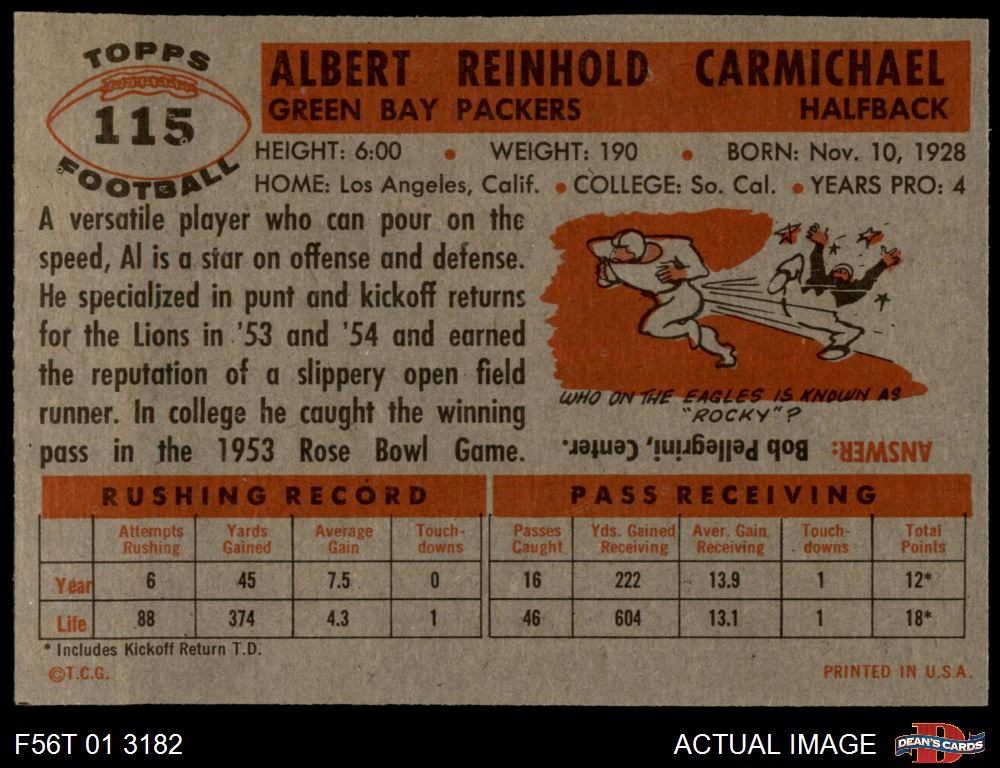 TOPPS
115
FOOTBALL
ALBERT REINHOLD CARMICHAEL
GREEN BAY PACKERS HALFBACK
HEIGHT: 6:00 • WEIGHT: 190 • BORN: Nov. 10, 1928
HOME: Los Angeles, Calif. • COLLEGE: So. Cal. • YEARS PRO: 4
A versatile player who can pour on the
speed, Al is a star on offense and defense.
He specialized in punt and kickoff returns
for the Lions in '53 and '54 and earned
the reputation of a slippery open field
runner. In college he caught the winning
pass in the 1953 Rose Bowl Game.
WHO ON THE EAGLES IS KNOWN AS
"ROCKY"?
ANSWER: Bob Pellegrini, Center.
RUSHING RECORD PASS RECEIVING
Attempts Yards Average Touch- Passes Yds. Gained Aver. Gain Touch- Total
Rushing Gained Gain downs Caught Receiving Receiving downs Points
Year 6 45 7.5 0 16 222 13.9 1 12*
Life 88 374 4.3 1 46 604 13.1 1 18*
* Includes Kickoff Return T.D.
©T.C.G. PRINTED IN U.S.A.
F56T 01 3182 ACTUAL IMAGE DEAN'S CARDS